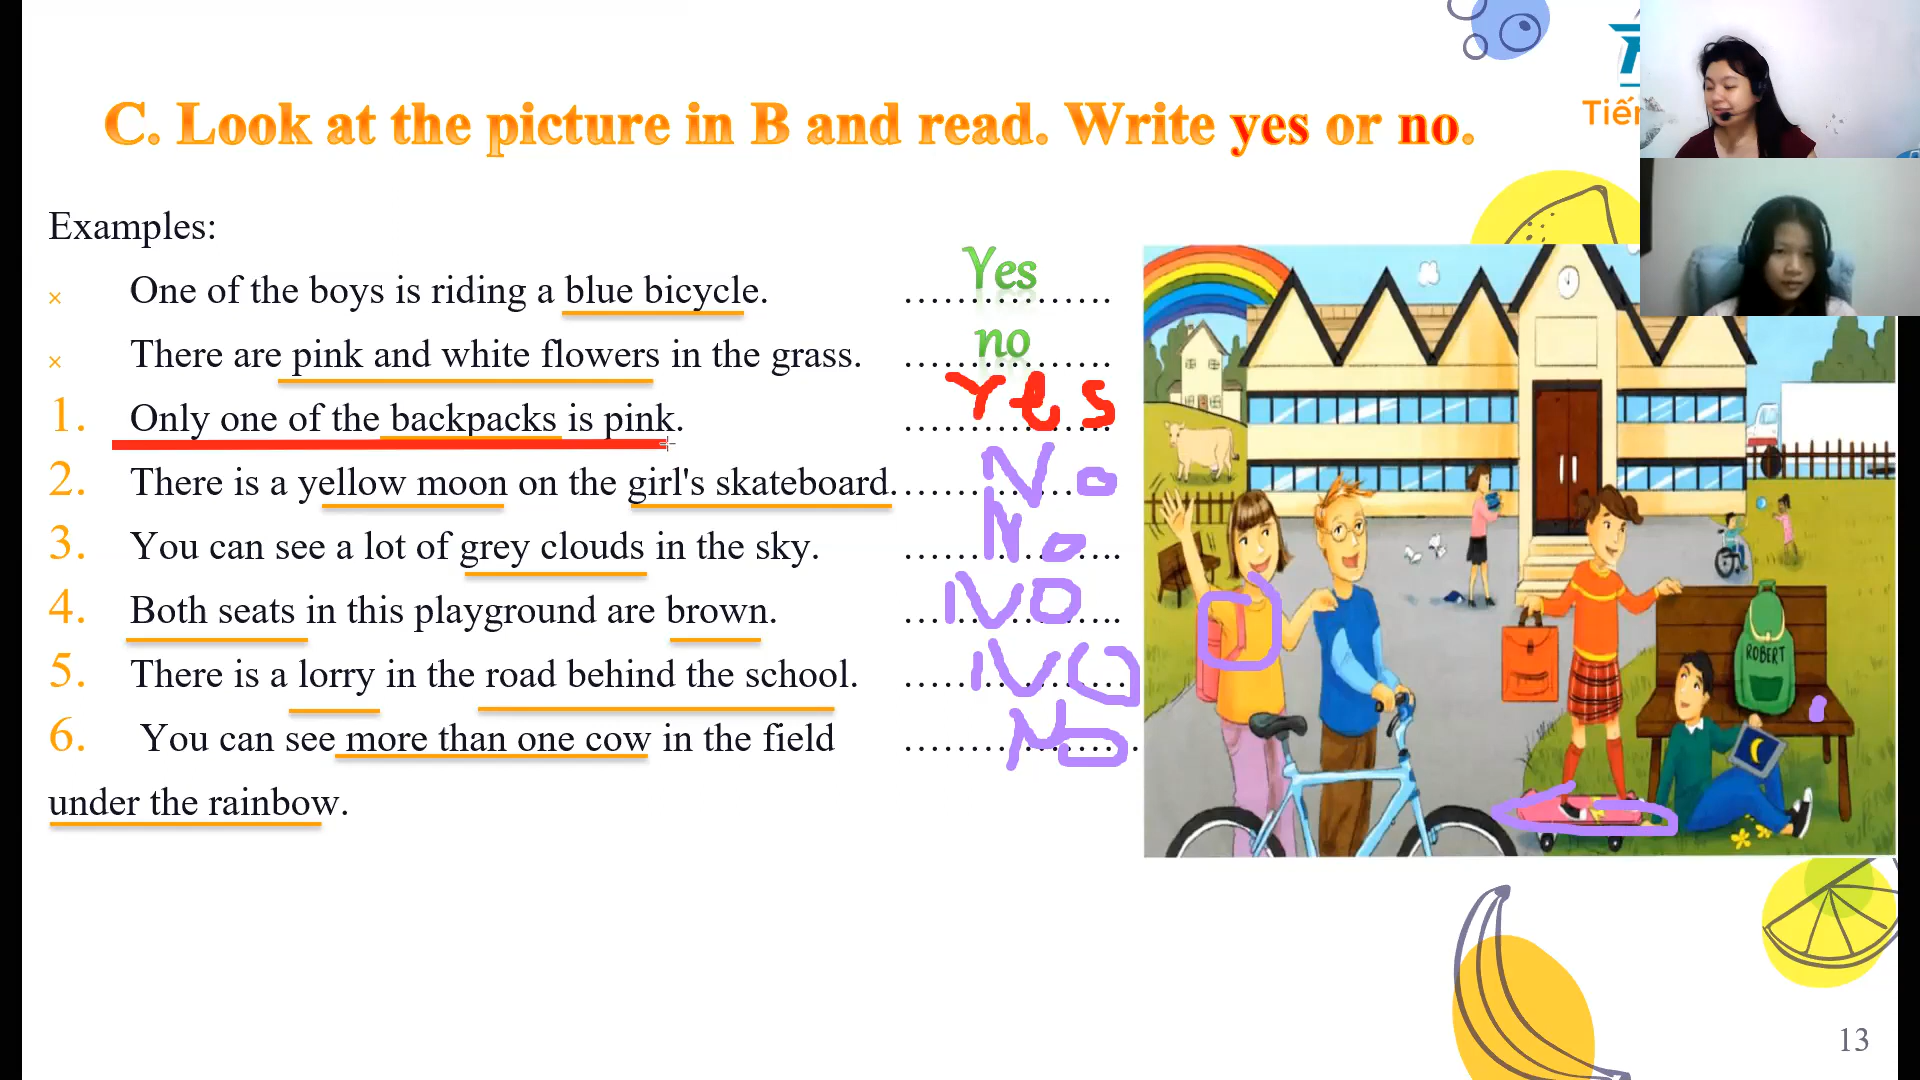 C. Look at the picture in B and read. Write yes or no.
Tiến
Examples:
× One of the boys is riding a blue bicycle. ................ Yes
× There are pink and white flowers in the grass. ................ no
1. Only one of the backpacks is pink. ................ Yes
2. There is a yellow moon on the girl's skateboard. ................ No
3. You can see a lot of grey clouds in the sky. ................ No
4. Both seats in this playground are brown. ................ NO
5. There is a lorry in the road behind the school. ................ NO
6. You can see more than one cow in the field ................ NO
under the rainbow.
ROBERT
13